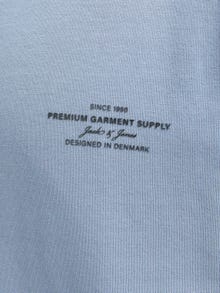 SINCE 1990
PREMIUM GARMENT SUPPLY
Jack & Jones
DESIGNED IN DENMARK